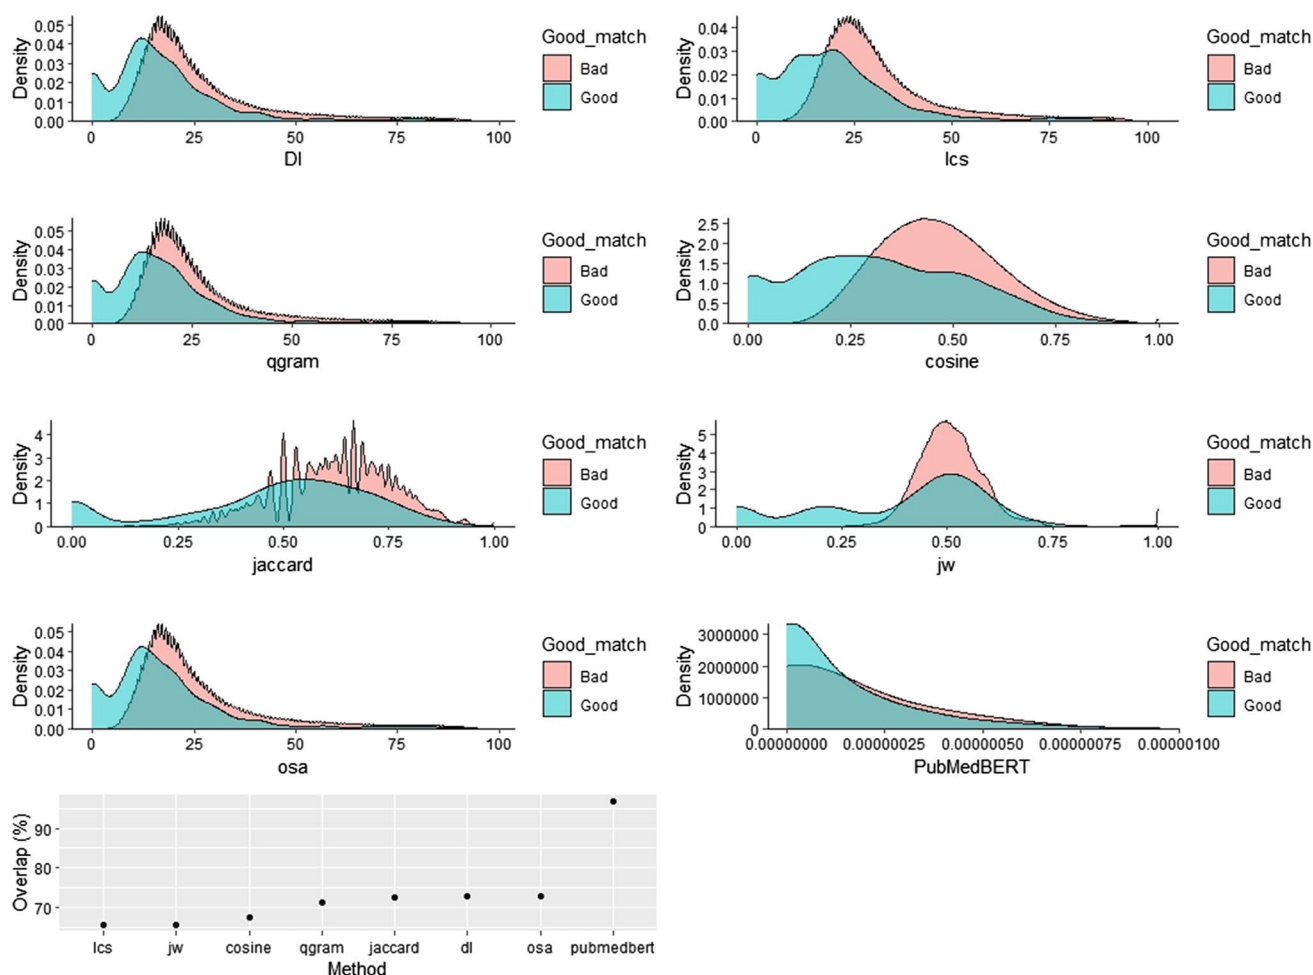 Density
0.05
0.04
0.03
0.02
0.01
0.00
0 25 50 75 100
Dl
Good_match
Bad
Good
Density
0.04
0.03
0.02
0.01
0.00
0 25 50 75 100
lcs
Good_match
Bad
Good
Density
0.05
0.04
0.03
0.02
0.01
0.00
0 25 50 75 100
qgram
Good_match
Bad
Good
Density
2.5
2.0
1.5
1.0
0.5
0.0
0.00 0.25 0.50 0.75 1.00
cosine
Good_match
Bad
Good
Density
4
3
2
1
0
0.00 0.25 0.50 0.75 1.00
jaccard
Good_match
Bad
Good
Density
5
4
3
2
1
0
0.00 0.25 0.50 0.75 1.00
jw
Good_match
Bad
Good
Density
0.05
0.04
0.03
0.02
0.01
0.00
0 25 50 75 100
osa
Good_match
Bad
Good
Density
3000000
2000000
1000000
0
0.00000000 0.00000025 0.00000050 0.00000075 0.00000100
PubMedBERT
Good_match
Bad
Good
Overlap (%)
90
80
70
lcs jw cosine qgram jaccard dl osa pubmedbert
Method